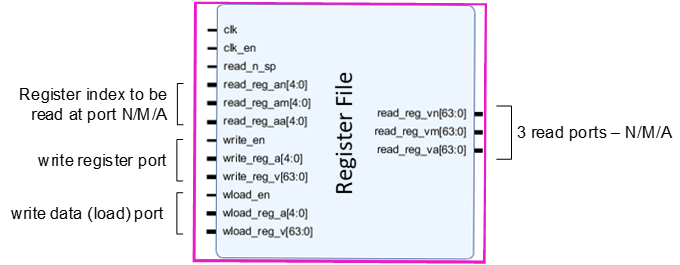 clk
clk_en
read_n_sp
Register index to be
read at port N/M/A
read_reg_an[4:0]
read_reg_am[4:0]
read_reg_aa[4:0]
write register port
write_en
write_reg_a[4:0]
write_reg_v[63:0]
write data (load) port
wload_en
wload_reg_a[4:0]
wload_reg_v[63:0]
Register File
read_reg_vn[63:0]
read_reg_vm[63:0]
read_reg_va[63:0]
3 read ports – N/M/A